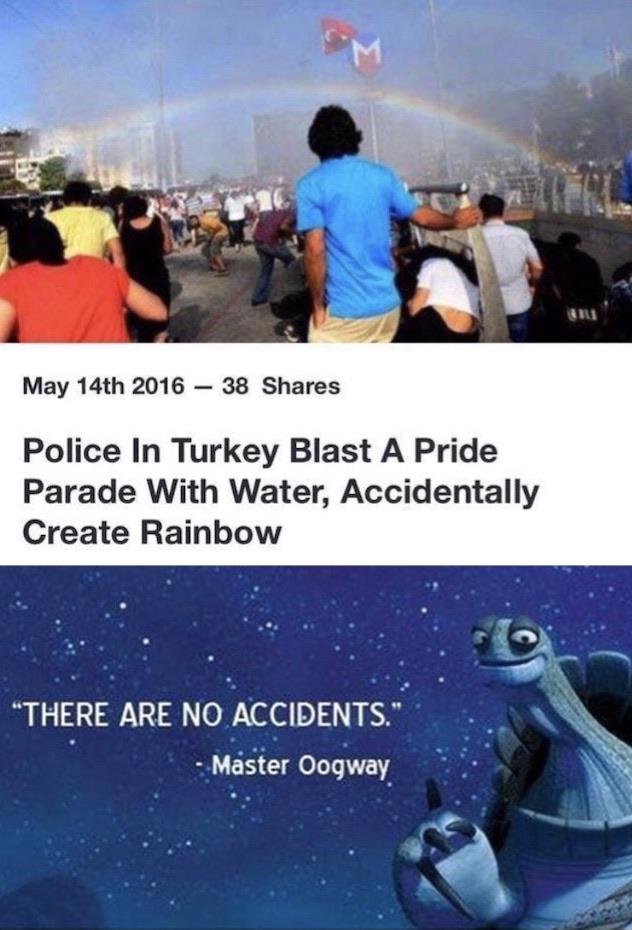 M
May 14th 2016 — 38 Shares
Police In Turkey Blast A Pride
Parade With Water, Accidentally
Create Rainbow
“THERE ARE NO ACCIDENTS.”
- Master Oogway